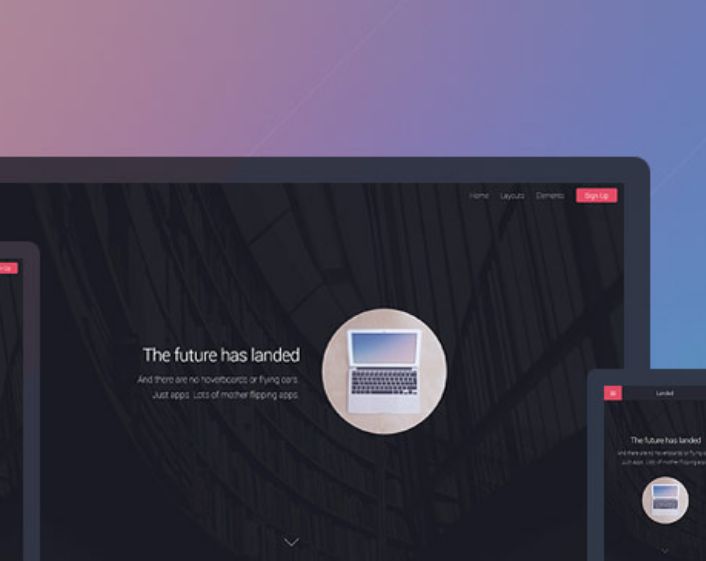 Home Layouts Elements Sign Up
Up
The future has landed
And there are no hoverboards or flying cars.
Just apps. Lots of mother flipping apps.
Landed
The future has landed
And there are no hoverboards or flying
Just apps. Lots of mother flipping